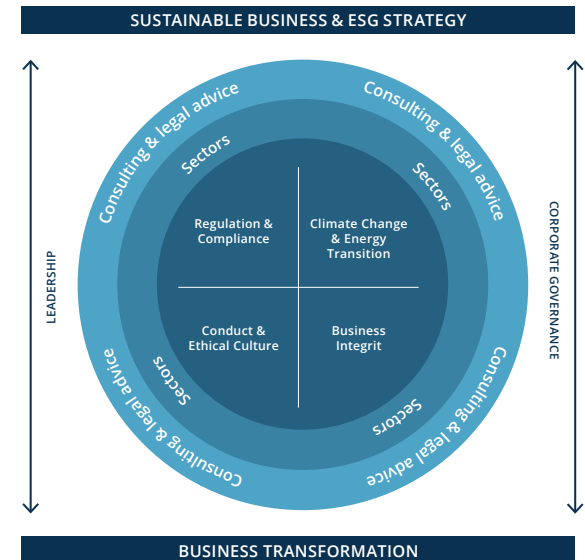 SUSTAINABLE BUSINESS & ESG STRATEGY
Consulting & legal advice
Consulting & legal advice
Sectors
Sectors
Regulation &
Compliance
Climate Change
& Energy
Transition
LEADERSHIP
CORPORATE GOVERNANCE
Conduct &
Ethical Culture
Business
Integrit
Sectors
Sectors
Consulting & legal advice
Consulting & legal advice
BUSINESS TRANSFORMATION